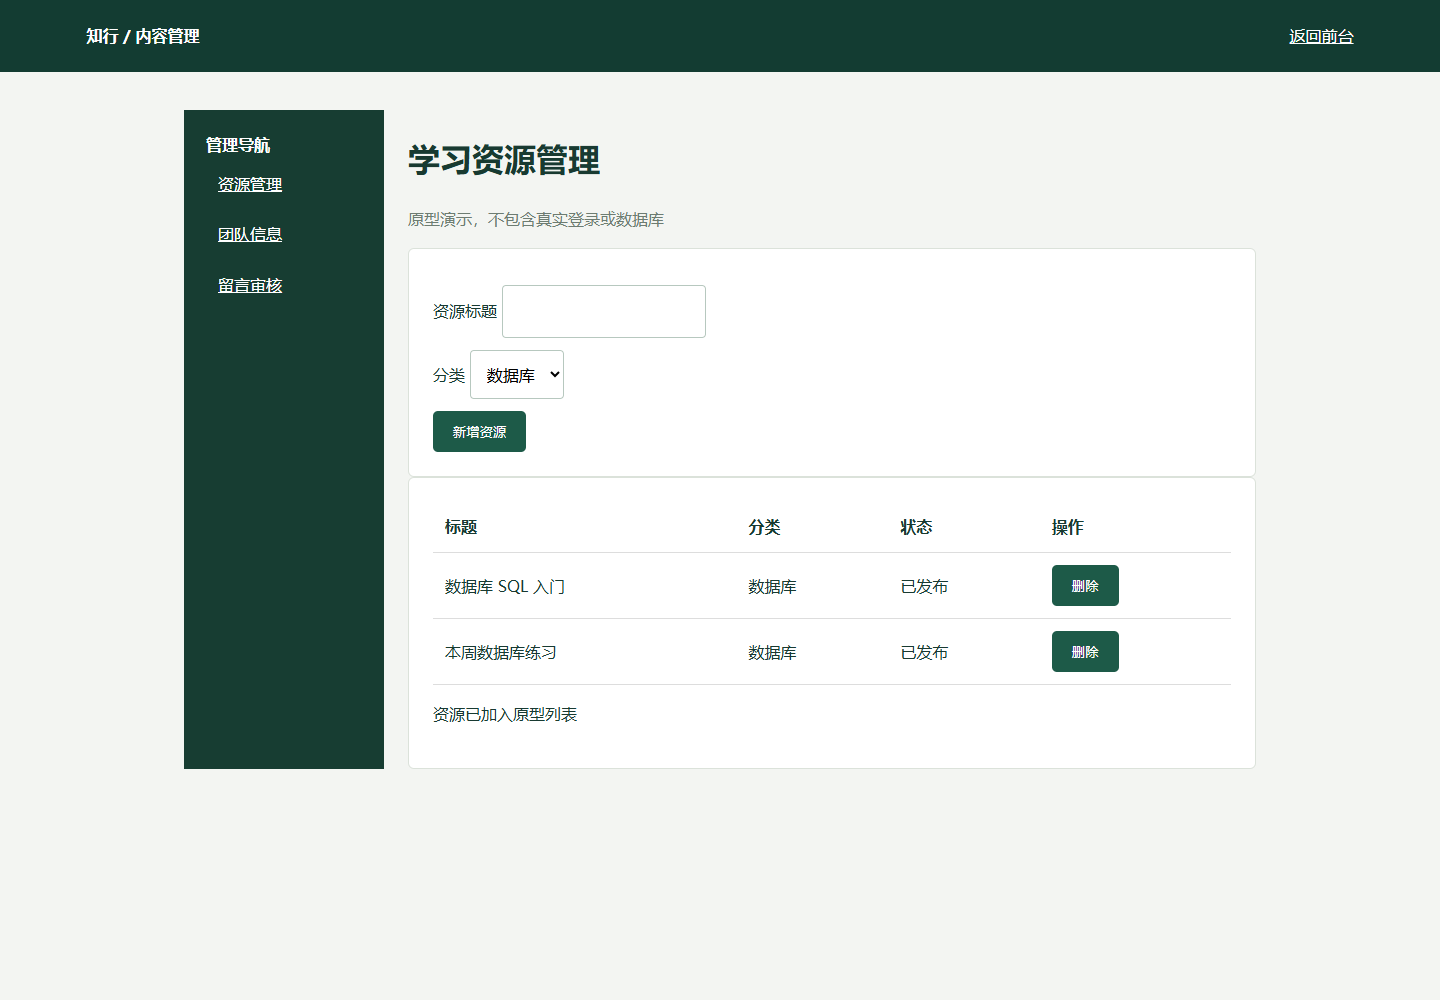 知行 / 内容管理
返回前台
管理导航
资源管理
团队信息
留言审核
学习资源管理
原型演示，不包含真实登录或数据库
资源标题
分类 数据库
新增资源
标题 分类 状态 操作
数据库 SQL 入门 数据库 已发布 删除
本周数据库练习 数据库 已发布 删除
资源已加入原型列表